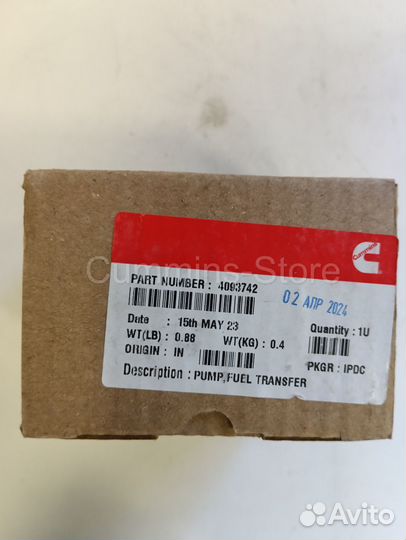 Cummins
Cummins-Store
PART NUMBER : 4093742
02 АПР 2024
Date : 15th MAY 23
Quantity : 1U
WT(LB) : 0.88 WT(KG) : 0.4
ORIGIN : IN
PKGR : IPDC
Description : PUMP,FUEL TRANSFER
Avito